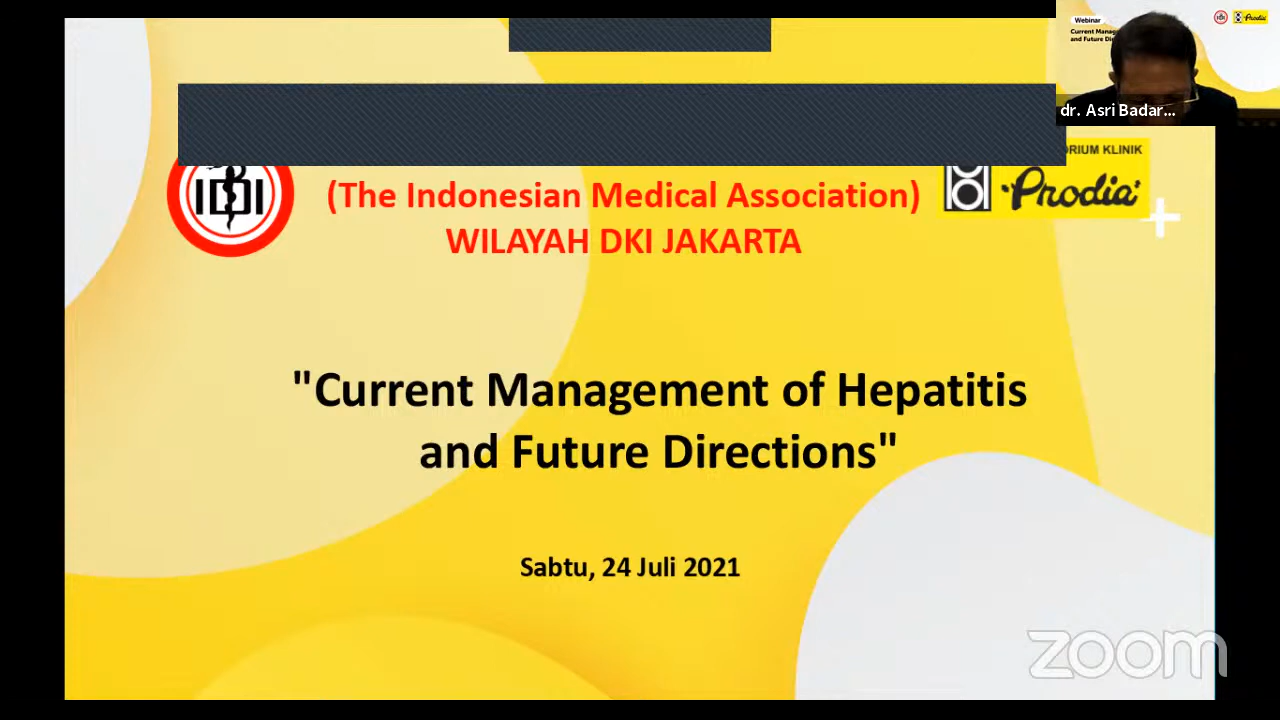 Webinar
dr. Asri Badar...
IDI
(The Indonesian Medical Association)
WILAYAH DKI JAKARTA
RIUM KLINIK
Prodia
"Current Management of Hepatitis
and Future Directions"
Sabtu, 24 Juli 2021
zoom